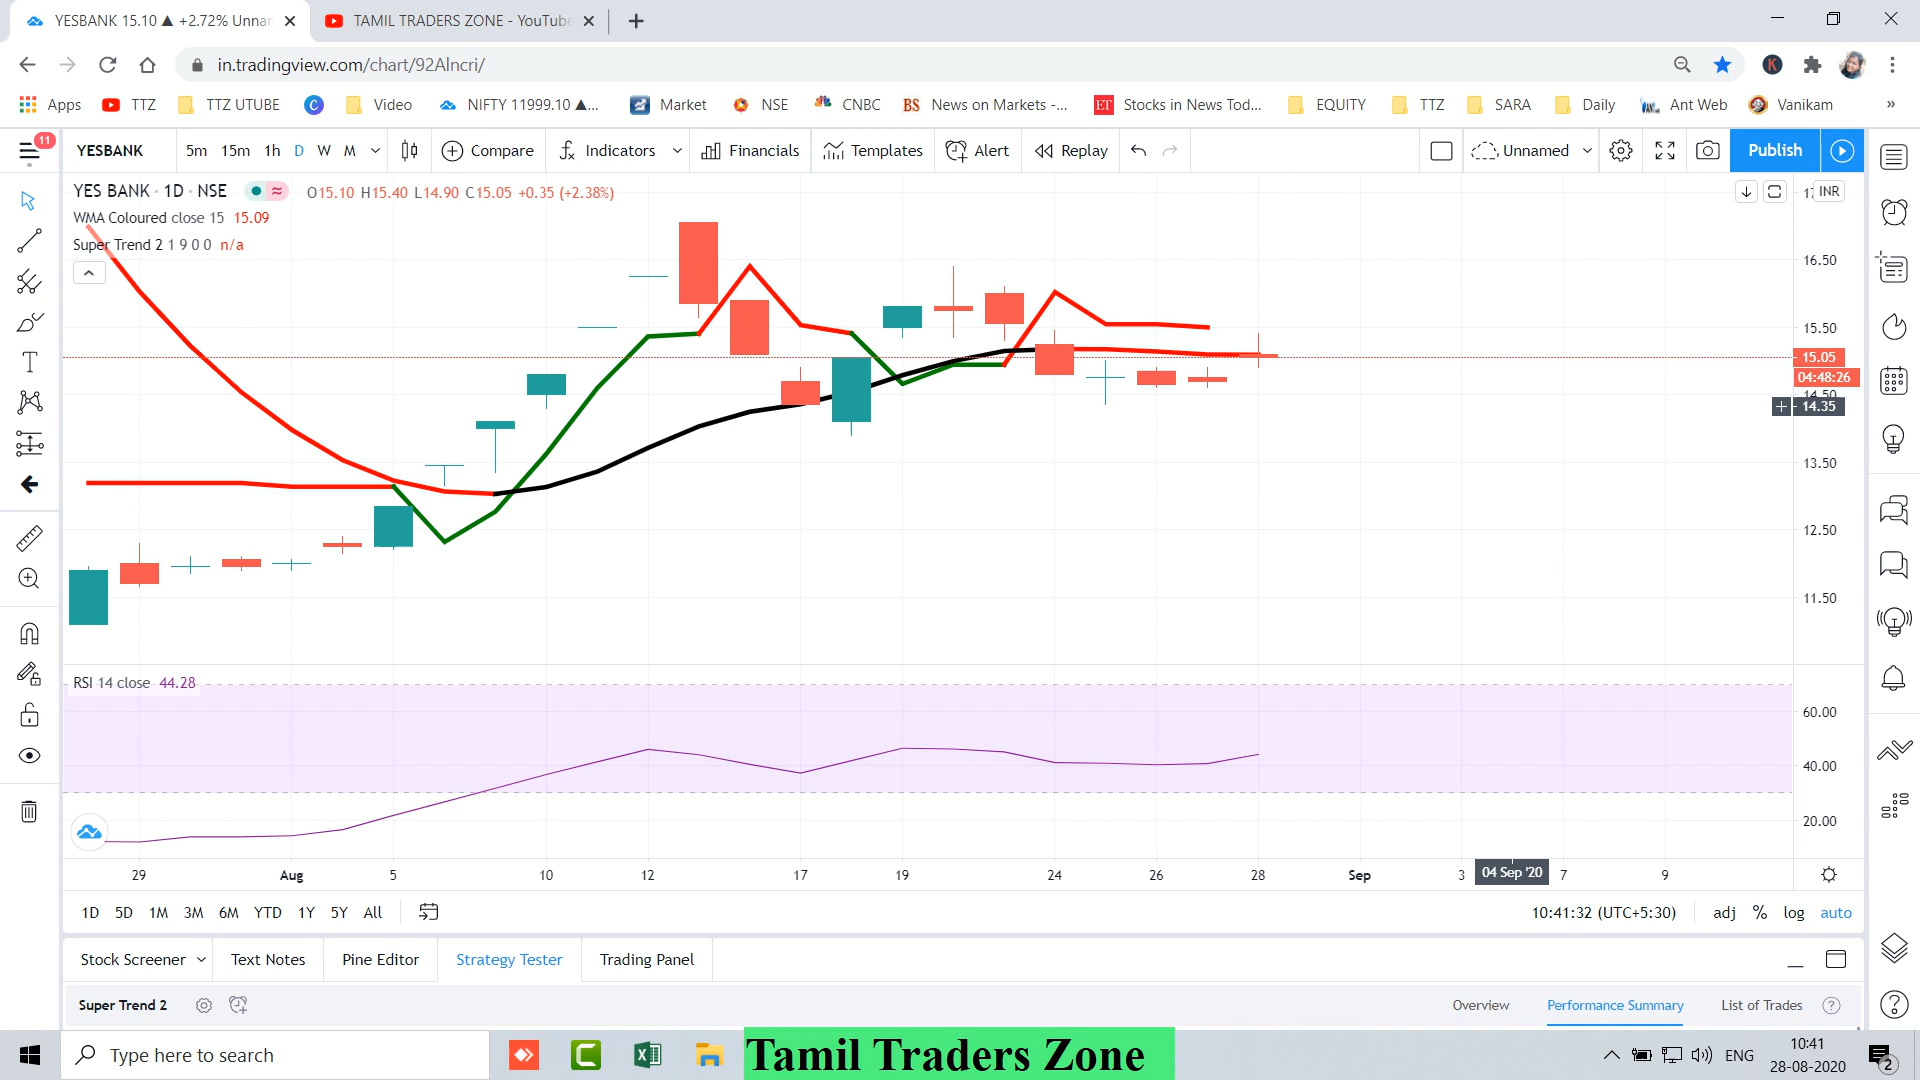 YESBANK 15.10 ▲ +2.72% Unnar
TAMIL TRADERS ZONE - YouTube
in.tradingview.com/chart/92Alncri/
Apps TTZ TTZ UTUBE Video NIFTY 11999.10 ▲... Market NSE CNBC BS News on Markets -... ET Stocks in News Tod... EQUITY TTZ SARA Daily Ant Web Vanikam »
11 YESBANK 5m 15m 1h D W M Compare Indicators Financials Templates Alert Replay Unnamed Publish
YES BANK · 1D · NSE O15.10 H15.40 L14.90 C15.05 +0.35 (+2.38%)
WMA Coloured close 15 15.09
Super Trend 2 1 9 0 0 n/a
INR
16.50
15.50
15.05
04:48:26
14.35
13.50
12.50
11.50
RSI 14 close 44.28
60.00
40.00
20.00
29 Aug 5 10 12 17 19 24 26 28 Sep 3 04 Sep '20 7 9
1D 5D 1M 3M 6M YTD 1Y 5Y All 10:41:32 (UTC+5:30) adj % log auto
Stock Screener Text Notes Pine Editor Strategy Tester Trading Panel
Super Trend 2 Overview Performance Summary List of Trades
Type here to search Tamil Traders Zone ENG 10:41
28-08-2020
2